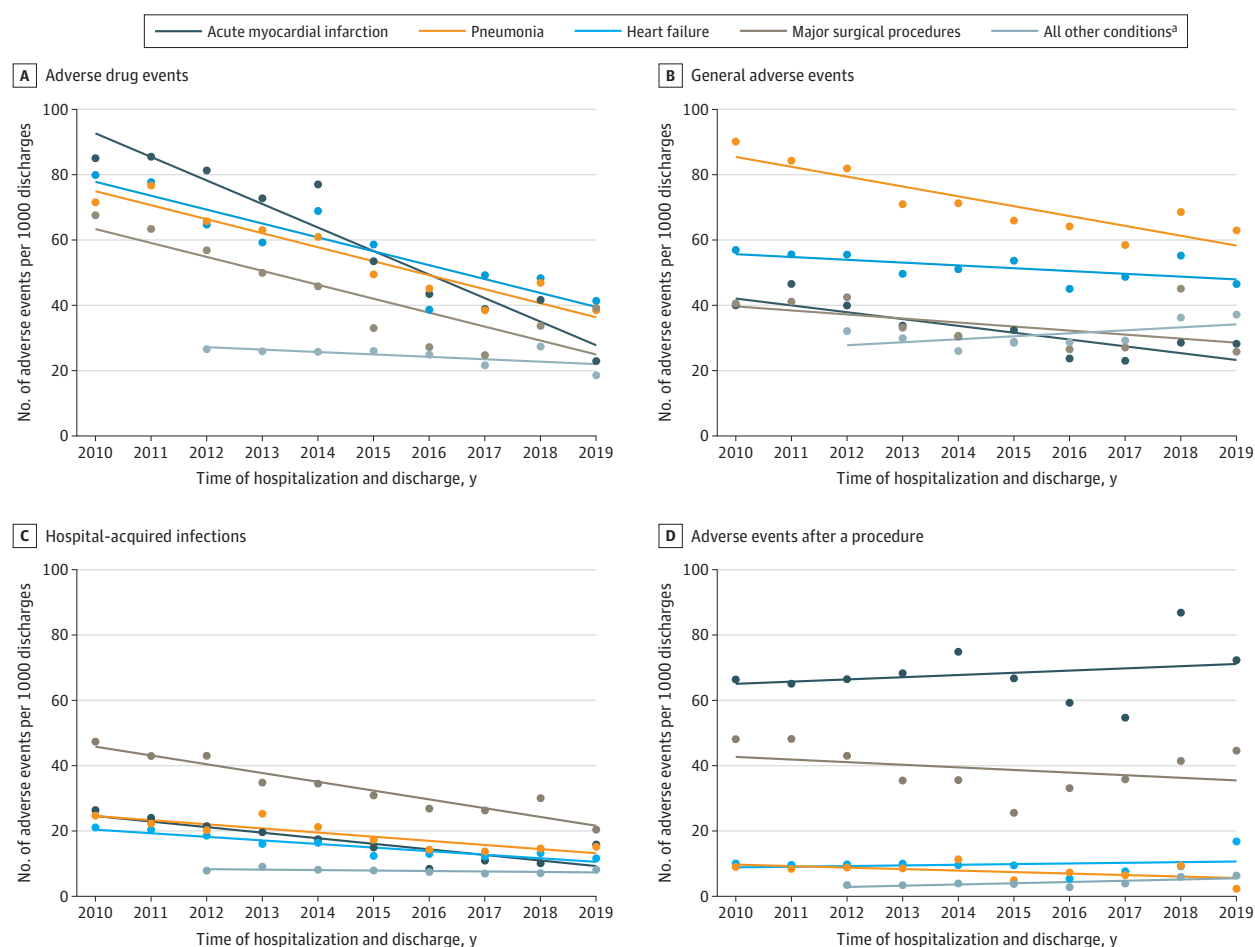 Acute myocardial infarction Pneumonia Heart failure Major surgical procedures All other conditionsᵃ
A Adverse drug events
No. of adverse events per 1000 discharges
100
80
60
40
20
0
2010 2011 2012 2013 2014 2015 2016 2017 2018 2019
Time of hospitalization and discharge, y
B General adverse events
No. of adverse events per 1000 discharges
100
80
60
40
20
0
2010 2011 2012 2013 2014 2015 2016 2017 2018 2019
Time of hospitalization and discharge, y
C Hospital-acquired infections
No. of adverse events per 1000 discharges
100
80
60
40
20
0
2010 2011 2012 2013 2014 2015 2016 2017 2018 2019
Time of hospitalization and discharge, y
D Adverse events after a procedure
No. of adverse events per 1000 discharges
100
80
60
40
20
0
2010 2011 2012 2013 2014 2015 2016 2017 2018 2019
Time of hospitalization and discharge, y